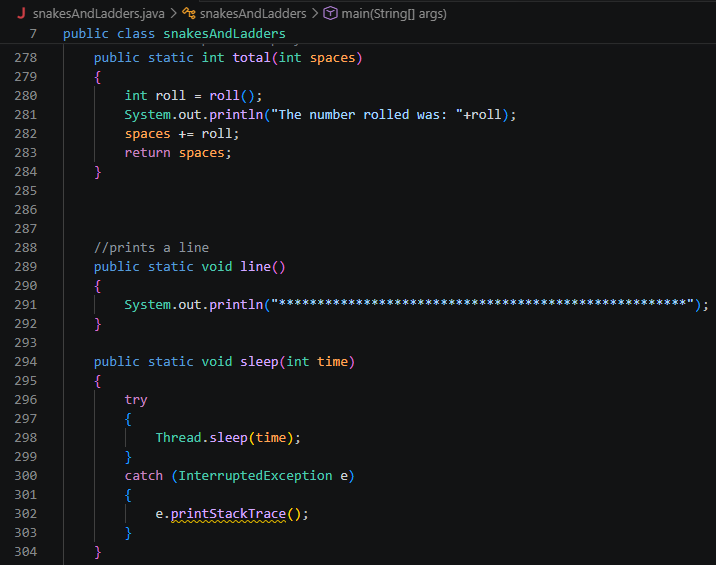 snakesAndLadders.java > snakesAndLadders > main(String[] args)
7 public class snakesAndLadders
278 public static int total(int spaces)
279 {
280 int roll = roll();
281 System.out.println("The number rolled was: "+roll);
282 spaces += roll;
283 return spaces;
284 }
285
286
287
288 //prints a line
289 public static void line()
290 {
291 System.out.println("*****************************************************");
292 }
293
294 public static void sleep(int time)
295 {
296 try
297 {
298 Thread.sleep(time);
299 }
300 catch (InterruptedException e)
301 {
302 e.printStackTrace();
303 }
304 }